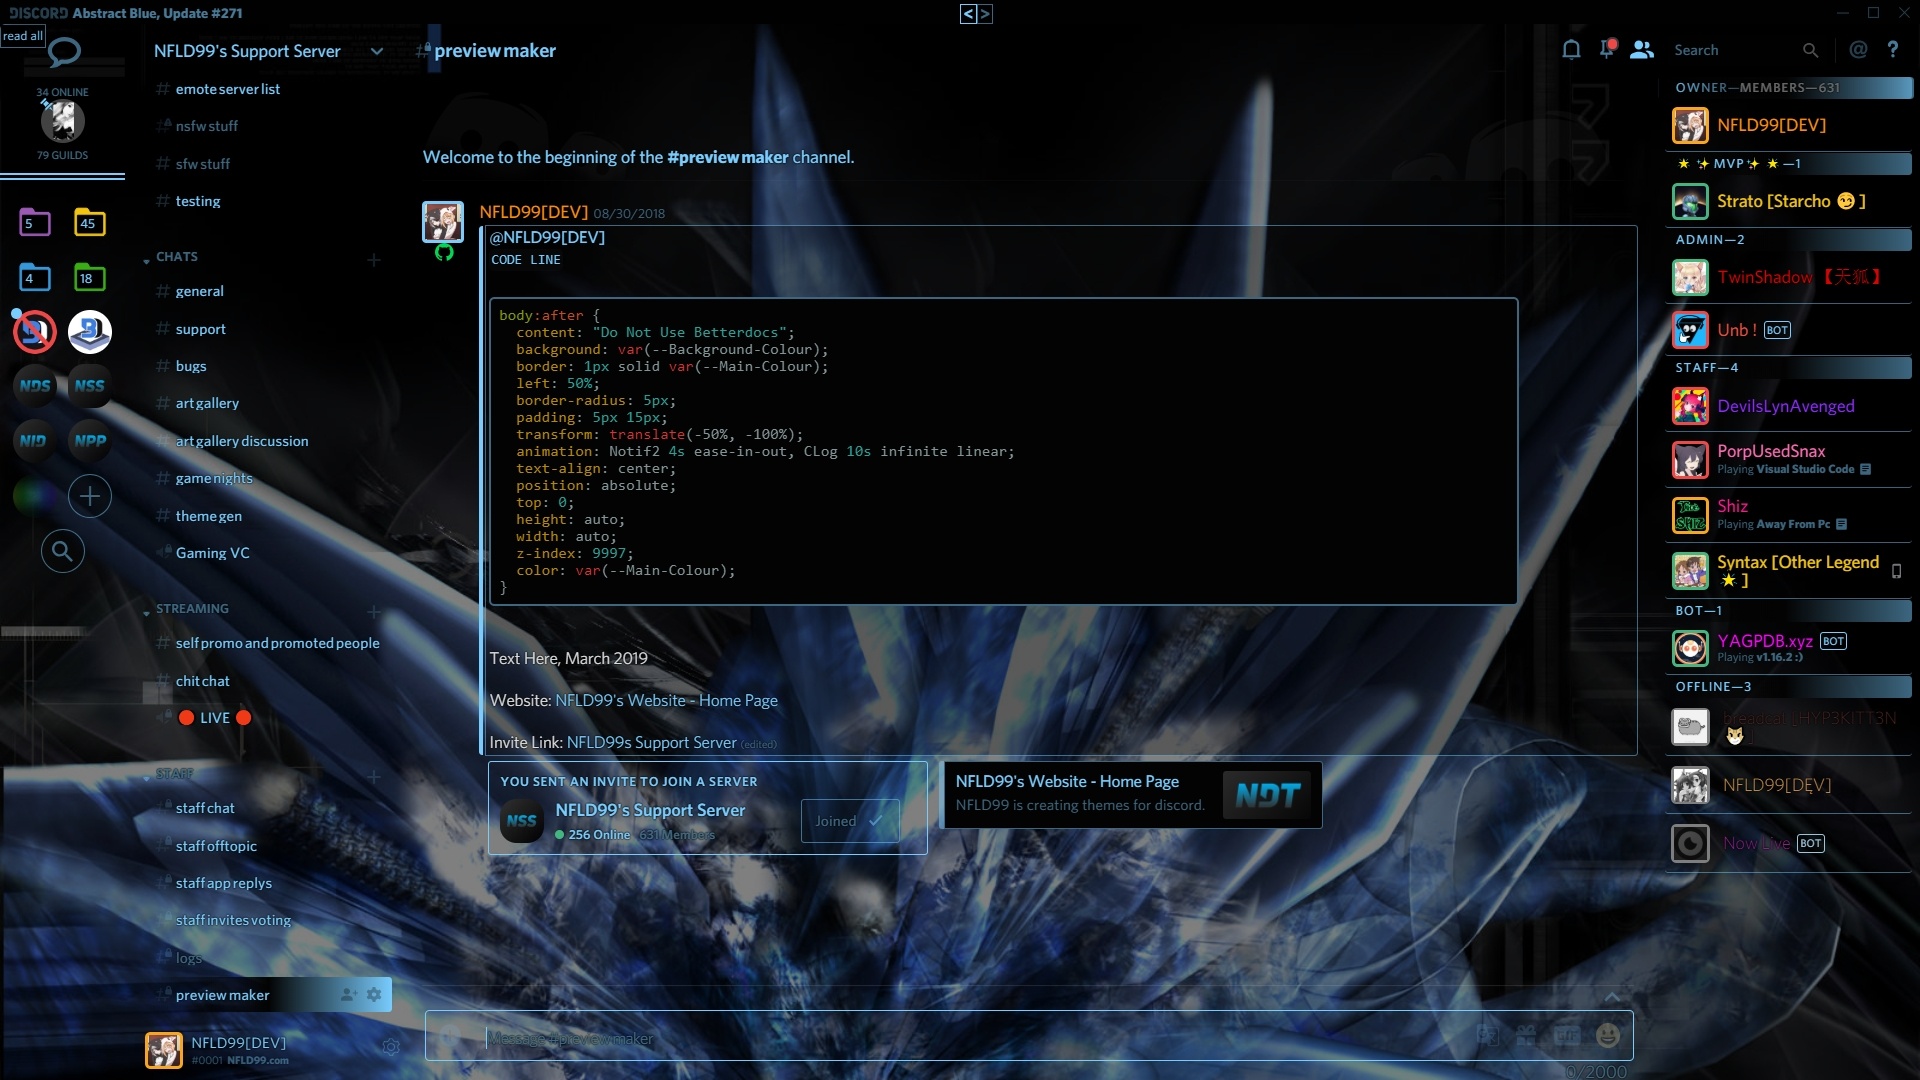 DISCORD Abstract Blue, Update #271
< >
read all
34 ONLINE
79 GUILDS
5
45
4
18
NDS
NSS
NID
NPP
NFLD99's Support Server
# emote server list
# nsfw stuff
# sfw stuff
# testing
CHATS
# general
# support
# bugs
# art gallery
# art gallery discussion
# game nights
# theme gen
Gaming VC
STREAMING
# self promo and promoted people
# chit chat
🔴 LIVE 🔴
STAFF
staff chat
staff offtopic
staff app replys
staff invites voting
logs
preview maker
NFLD99[DEV]
#0001 NFLD99.com
# preview maker
Welcome to the beginning of the #preview maker channel.
NFLD99[DEV] 08/30/2018
@NFLD99[DEV]
CODE LINE
body:after {
content: "Do Not Use Betterdocs";
background: var(--Background-Colour);
border: 1px solid var(--Main-Colour);
left: 50%;
border-radius: 5px;
padding: 5px 15px;
transform: translate(-50%, -100%);
animation: Notif2 4s ease-in-out, CLog 10s infinite linear;
text-align: center;
position: absolute;
top: 0;
height: auto;
width: auto;
z-index: 9997;
color: var(--Main-Colour);
}
Text Here, March 2019
Website: NFLD99's Website - Home Page
Invite Link: NFLD99s Support Server (edited)
YOU SENT AN INVITE TO JOIN A SERVER
NSS
NFLD99's Support Server
256 Online 631 Members
Joined
NFLD99's Website - Home Page
NFLD99 is creating themes for discord.
NDT
Message #preview maker
GIF
0/2000
Search
@ ?
OWNER—MEMBERS—631
NFLD99[DEV]
⭐ ✨ MVP ✨ ⭐ —1
Strato [Starcho 😏 ]
ADMIN—2
TwinShadow 【天狐】
Unb ! BOT
STAFF—4
DevilsLynAvenged
PorpUsedSnax
Playing Visual Studio Code
The SHIZ
Shiz
Playing Away From Pc
Syntax [Other Legend
🌟 ]
BOT—1
YAGPDB.xyz BOT
Playing v1.16.2 :)
OFFLINE—3
NFLD99[DEV]
Now Live BOT